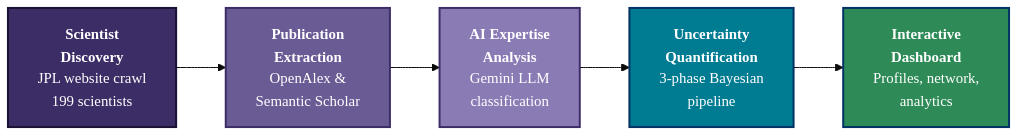 Scientist
Discovery
JPL website crawl
199 scientists
Publication
Extraction
OpenAlex &
Semantic Scholar
AI Expertise
Analysis
Gemini LLM
classification
Uncertainty
Quantification
3-phase Bayesian
pipeline
Interactive
Dashboard
Profiles, network,
analytics